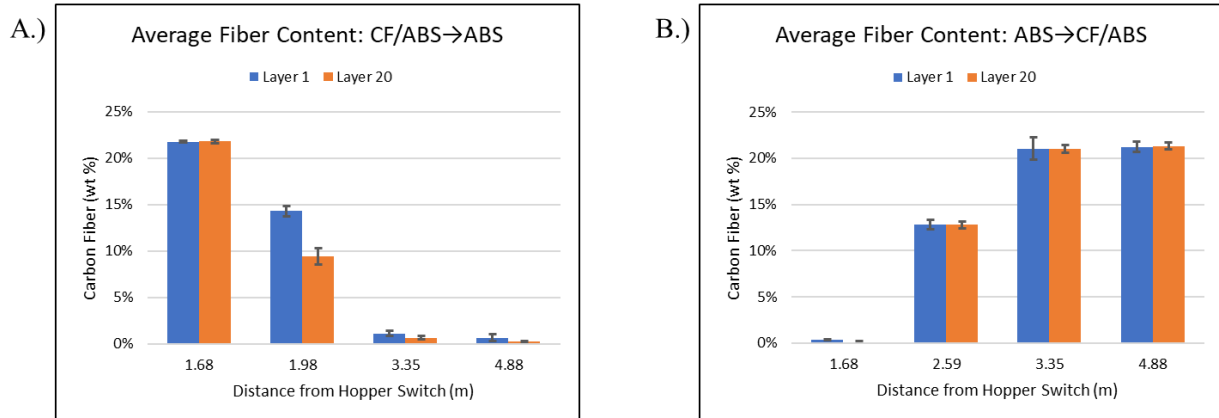 A.)
Average Fiber Content: CF/ABS→ABS
Layer 1 Layer 20
Carbon Fiber (wt %)
25%
20%
15%
10%
5%
0%
1.68 1.98 3.35 4.88
Distance from Hopper Switch (m)
B.)
Average Fiber Content: ABS→CF/ABS
Layer 1 Layer 20
Carbon Fiber (wt %)
25%
20%
15%
10%
5%
0%
1.68 2.59 3.35 4.88
Distance from Hopper Switch (m)